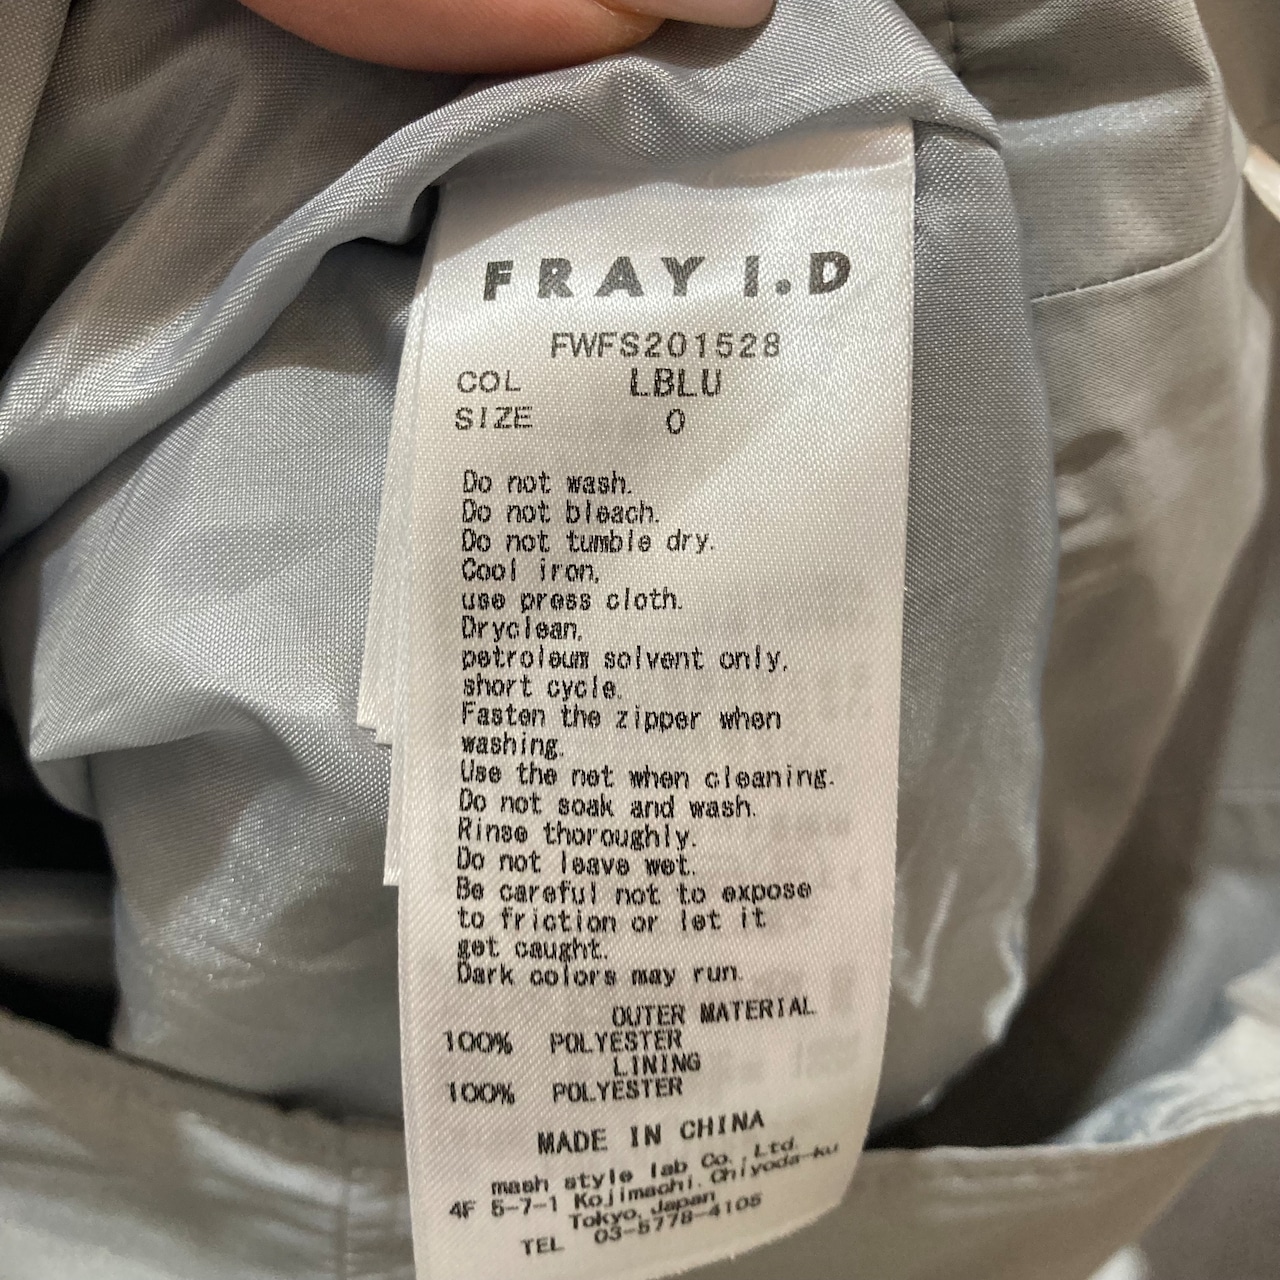 FRAY I.D
FWFS201528
COL LBLU
SIZE 0
Do not wash.
Do not bleach.
Do not tumble dry.
Cool iron,
use press cloth.
Dryclean,
petroleum solvent only,
short cycle.
Fasten the zipper when
washing.
Use the net when cleaning.
Do not soak and wash.
Rinse thoroughly.
Do not leave wet.
Be careful not to expose
to friction or let it
get caught.
Dark colors may run.
OUTER MATERIAL
100% POLYESTER
LINING
100% POLYESTER
MADE IN CHINA
mash style lab Co., Ltd.
4F 5-7-1 Kojimachi. Chiyoda-ku
Tokyo, Japan
TEL 03-5778-4105